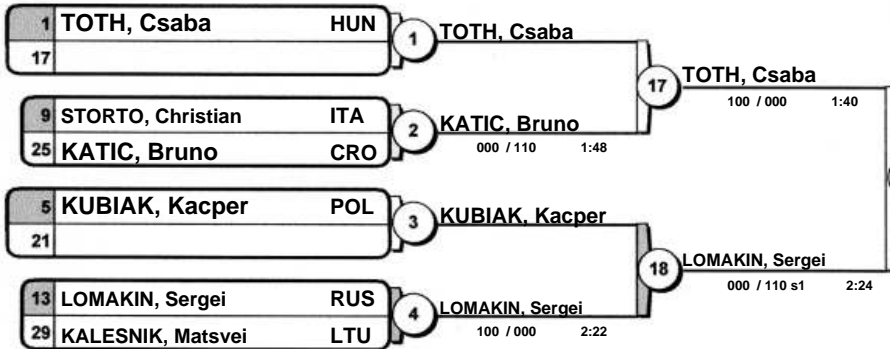 1 TOTH, Csaba HUN
17
1 TOTH, Csaba
9 STORTO, Christian ITA
25 KATIC, Bruno CRO
2 KATIC, Bruno
000 / 110 1:48
17 TOTH, Csaba
100 / 000 1:40
5 KUBIAK, Kacper POL
21
3 KUBIAK, Kacper
13 LOMAKIN, Sergei RUS
29 KALESNIK, Matsvei LTU
4 LOMAKIN, Sergei
100 / 000 2:22
18 LOMAKIN, Sergei
000 / 110 s1 2:24